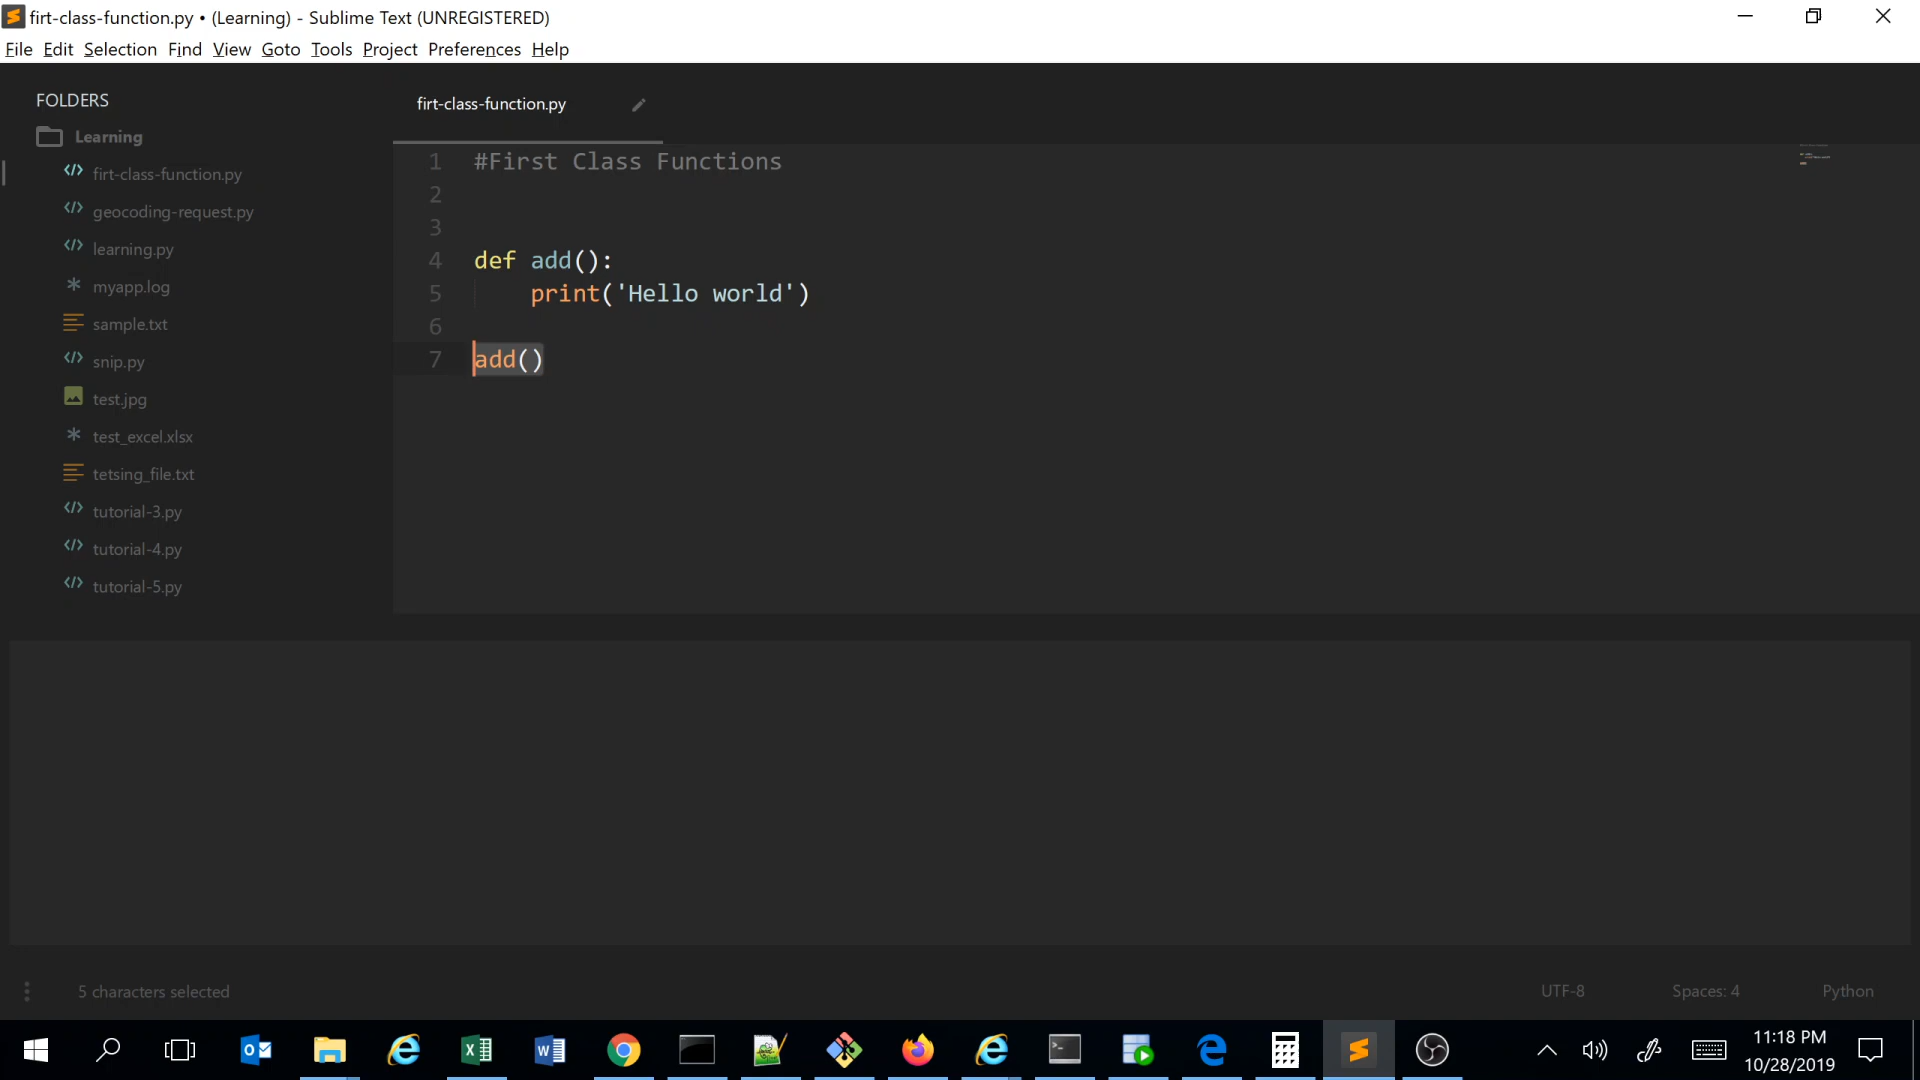 firt-class-function.py • (Learning) - Sublime Text (UNREGISTERED)
File Edit Selection Find View Goto Tools Project Preferences Help
FOLDERS
Learning
firt-class-function.py
geocoding-request.py
learning.py
myapp.log
sample.txt
snip.py
test.jpg
test_excel.xlsx
tetsing_file.txt
tutorial-3.py
tutorial-4.py
tutorial-5.py
firt-class-function.py
1 #First Class Functions
2
3
4 def add():
5 print('Hello world')
6
7 add()
5 characters selected
UTF-8 Spaces: 4 Python
11:18 PM
10/28/2019